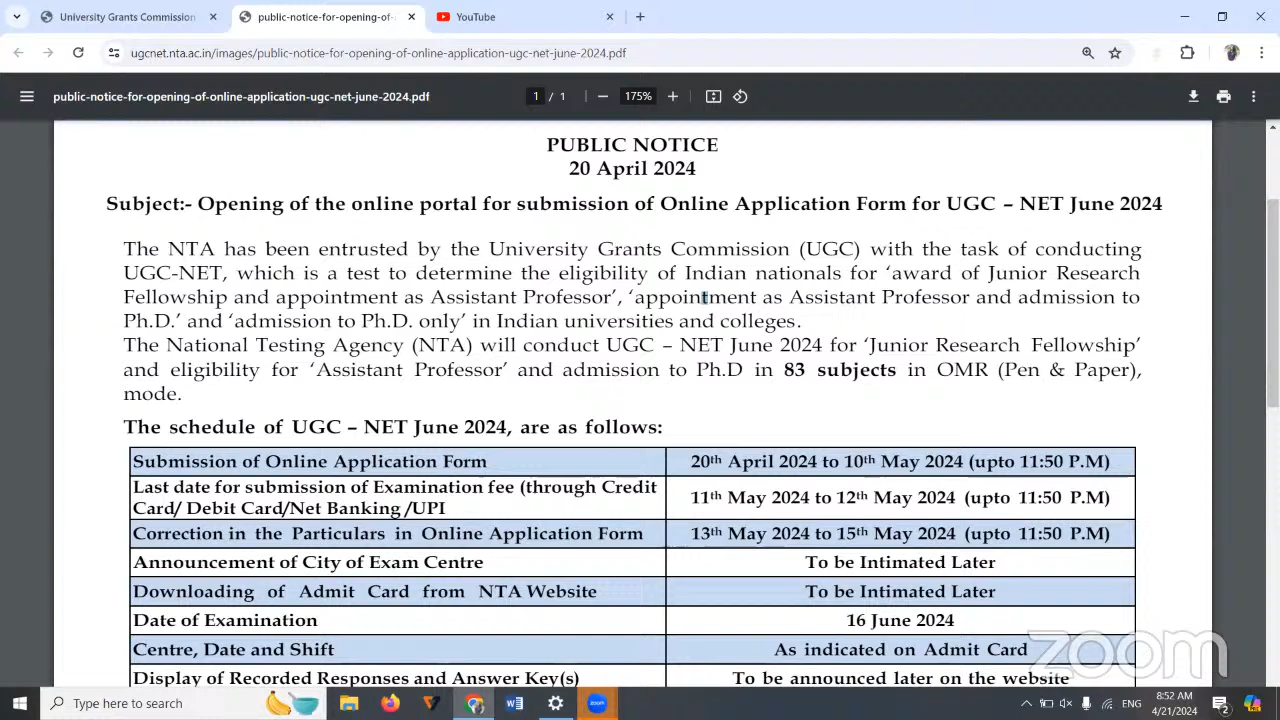 University Grants Commission
public-notice-for-opening-of-
YouTube
ugcnet.nta.ac.in/images/public-notice-for-opening-of-online-application-ugc-net-june-2024.pdf
public-notice-for-opening-of-online-application-ugc-net-june-2024.pdf
1 / 1
175%
PUBLIC NOTICE
20 April 2024
Subject:- Opening of the online portal for submission of Online Application Form for UGC – NET June 2024
The NTA has been entrusted by the University Grants Commission (UGC) with the task of conducting
UGC-NET, which is a test to determine the eligibility of Indian nationals for ‘award of Junior Research
Fellowship and appointment as Assistant Professor’, ‘appointment as Assistant Professor and admission to
Ph.D.’ and ‘admission to Ph.D. only’ in Indian universities and colleges.
The National Testing Agency (NTA) will conduct UGC – NET June 2024 for ‘Junior Research Fellowship’
and eligibility for ‘Assistant Professor’ and admission to Ph.D in 83 subjects in OMR (Pen & Paper),
mode.
The schedule of UGC – NET June 2024, are as follows:
Submission of Online Application Form
20th April 2024 to 10th May 2024 (upto 11:50 P.M)
Last date for submission of Examination fee (through Credit
Card/ Debit Card/Net Banking /UPI
11th May 2024 to 12th May 2024 (upto 11:50 P.M)
Correction in the Particulars in Online Application Form
13th May 2024 to 15th May 2024 (upto 11:50 P.M)
Announcement of City of Exam Centre
To be Intimated Later
Downloading of Admit Card from NTA Website
To be Intimated Later
Date of Examination
16 June 2024
Centre, Date and Shift
As indicated on Admit Card
Display of Recorded Responses and Answer Key(s)
To be announced later on the website
zoom
Type here to search
zoom
ENG
8:52 AM
4/21/2024
2